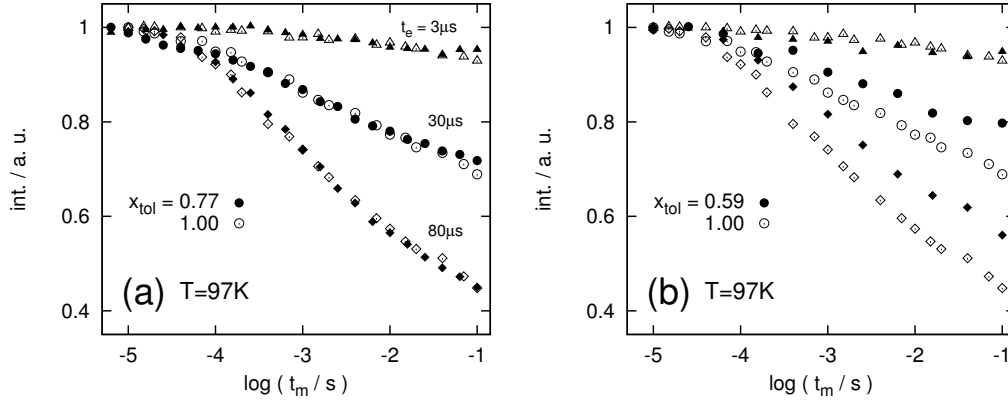 1
0.8
0.6
0.4
int. / a. u.
t_e = 3μs
30μs
80μs
x_tol = 0.77
1.00
(a) T=97K
-5 -4 -3 -2 -1
log ( t_m / s )
1
0.8
0.6
0.4
int. / a. u.
x_tol = 0.59
1.00
(b) T=97K
-5 -4 -3 -2 -1
log ( t_m / s )